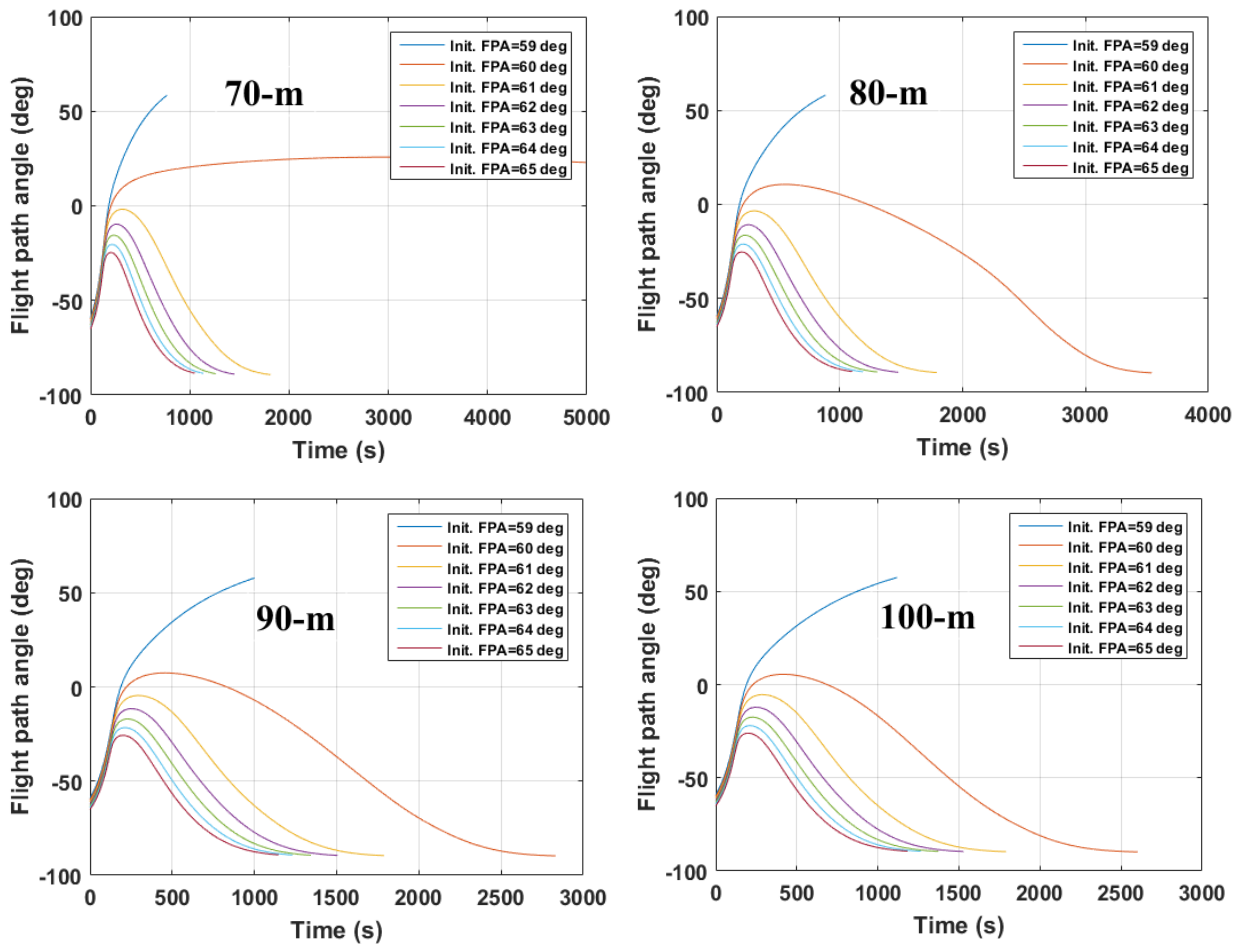 100
50
0
-50
-100
Flight path angle (deg)
70-m
Init. FPA=59 deg
Init. FPA=60 deg
Init. FPA=61 deg
Init. FPA=62 deg
Init. FPA=63 deg
Init. FPA=64 deg
Init. FPA=65 deg
0 1000 2000 3000 4000 5000
Time (s)
100
50
0
-50
-100
Flight path angle (deg)
80-m
Init. FPA=59 deg
Init. FPA=60 deg
Init. FPA=61 deg
Init. FPA=62 deg
Init. FPA=63 deg
Init. FPA=64 deg
Init. FPA=65 deg
0 1000 2000 3000 4000
Time (s)
100
50
0
-50
-100
Flight path angle (deg)
90-m
Init. FPA=59 deg
Init. FPA=60 deg
Init. FPA=61 deg
Init. FPA=62 deg
Init. FPA=63 deg
Init. FPA=64 deg
Init. FPA=65 deg
0 500 1000 1500 2000 2500 3000
Time (s)
100
50
0
-50
-100
Flight path angle (deg)
100-m
Init. FPA=59 deg
Init. FPA=60 deg
Init. FPA=61 deg
Init. FPA=62 deg
Init. FPA=63 deg
Init. FPA=64 deg
Init. FPA=65 deg
0 500 1000 1500 2000 2500 3000
Time (s)